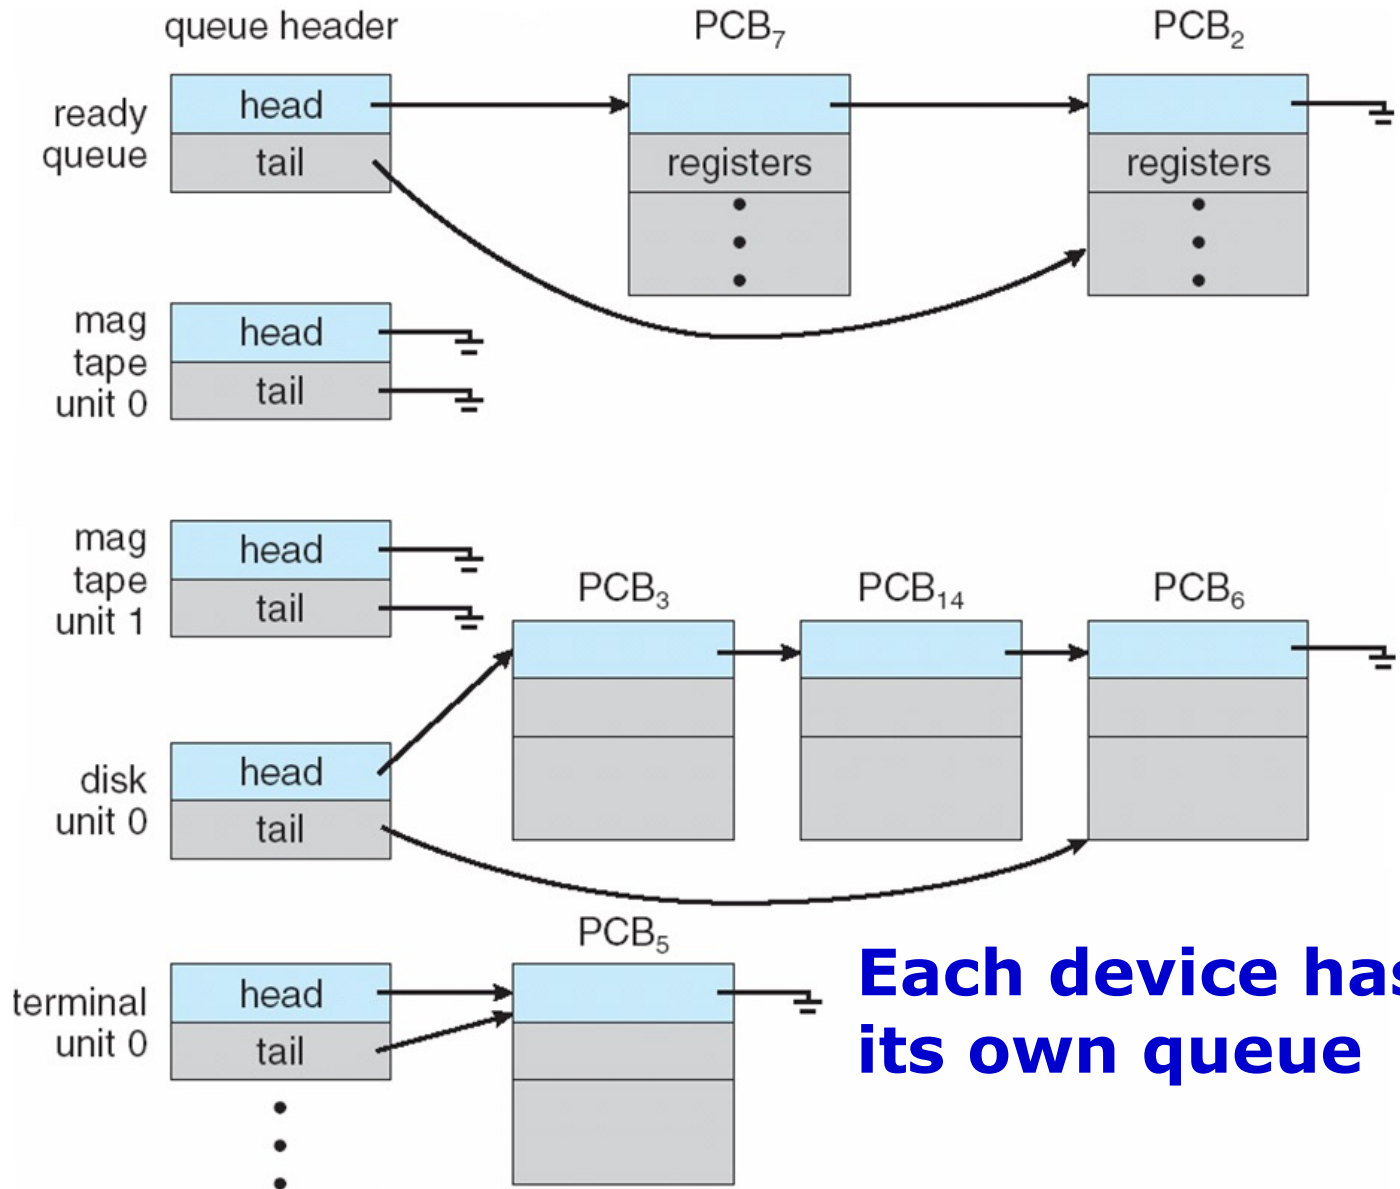 queue header
PCB7
PCB2
ready
queue
head
tail
registers
registers
mag
tape
unit 0
head
tail
mag
tape
unit 1
head
tail
PCB3
PCB14
PCB6
disk
unit 0
head
tail
PCB5
terminal
unit 0
head
tail
Each device has
its own queue